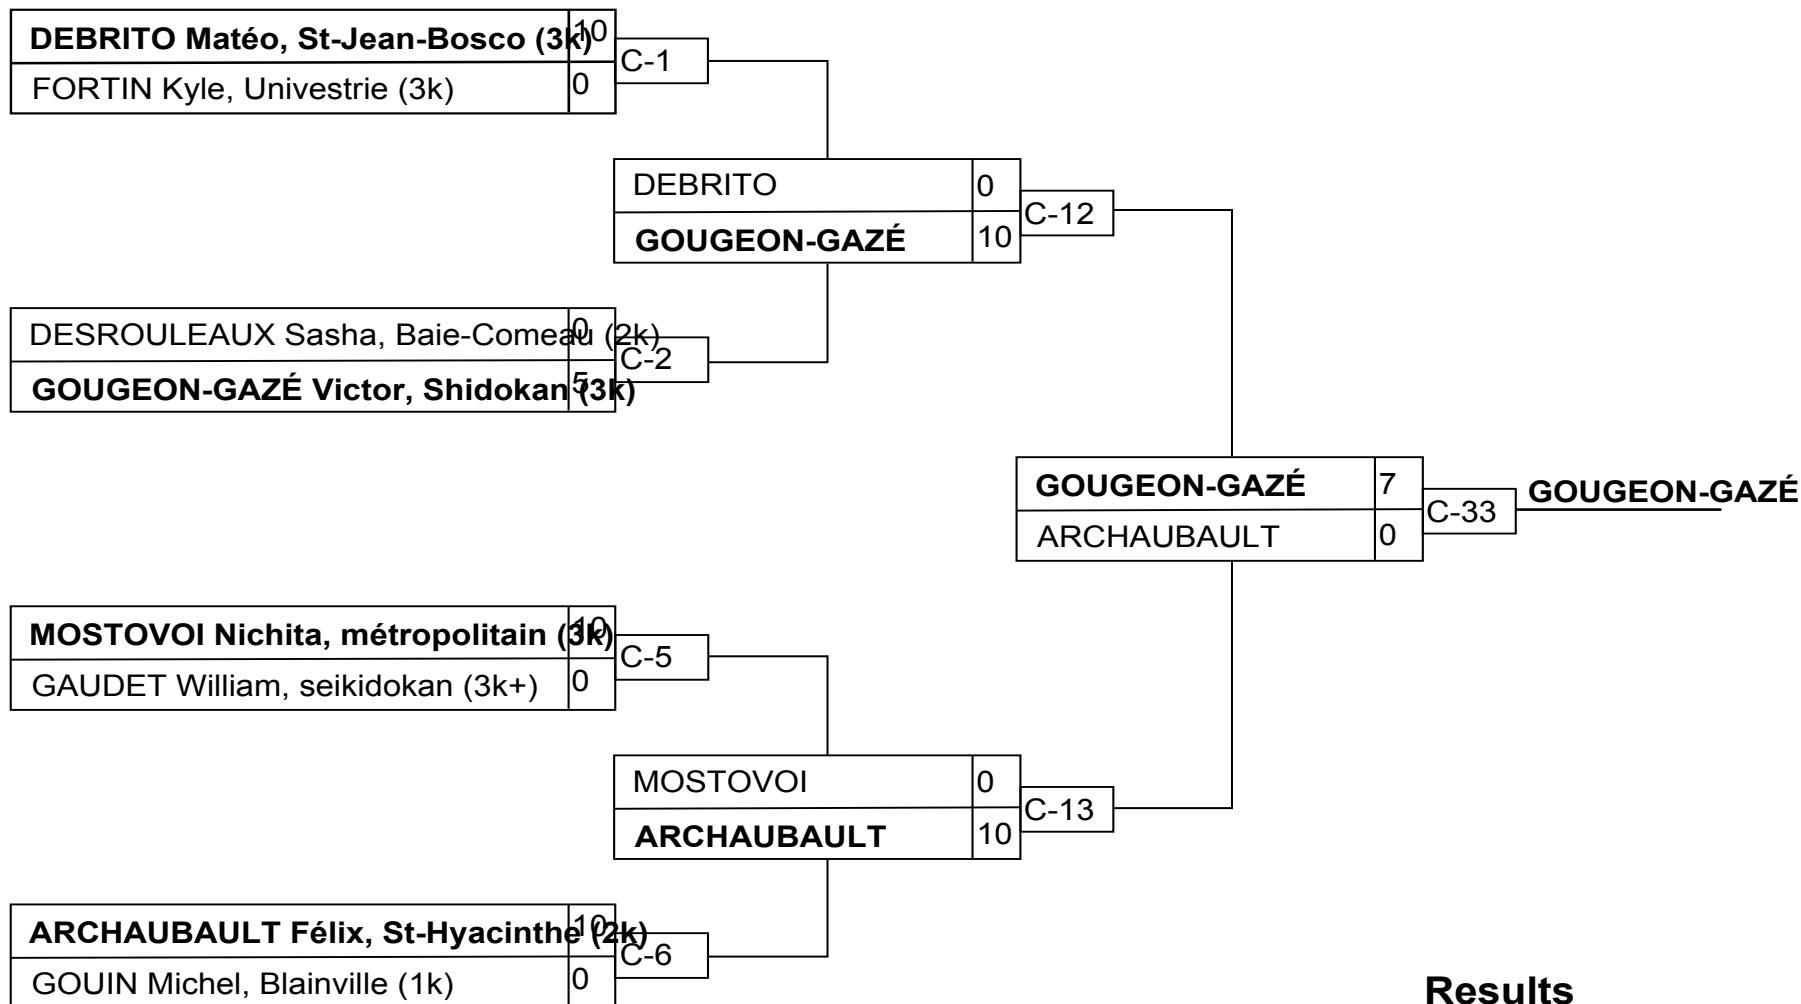 DEBRITO Matéo, St-Jean-Bosco (3k) 10
C-1
FORTIN Kyle, Univestrie (3k) 0
DEBRITO 0
C-12
GOUGEON-GAZÉ 10
DESROULEAUX Sasha, Baie-Comeau (2k) 0
C-2
GOUGEON-GAZÉ Victor, Shidokan (3k) 5
GOUGEON-GAZÉ 7
C-33
GOUGEON-GAZÉ
ARCHAUBAULT 0
MOSTOVOI Nichita, métropolitain (3k) 10
C-5
GAUDET William, seikidokan (3k+) 0
MOSTOVOI 0
C-13
ARCHAUBAULT 10
ARCHAUBAULT Félix, St-Hyacinthe (2k) 10
C-6
GOUIN Michel, Blainville (1k) 0
Results